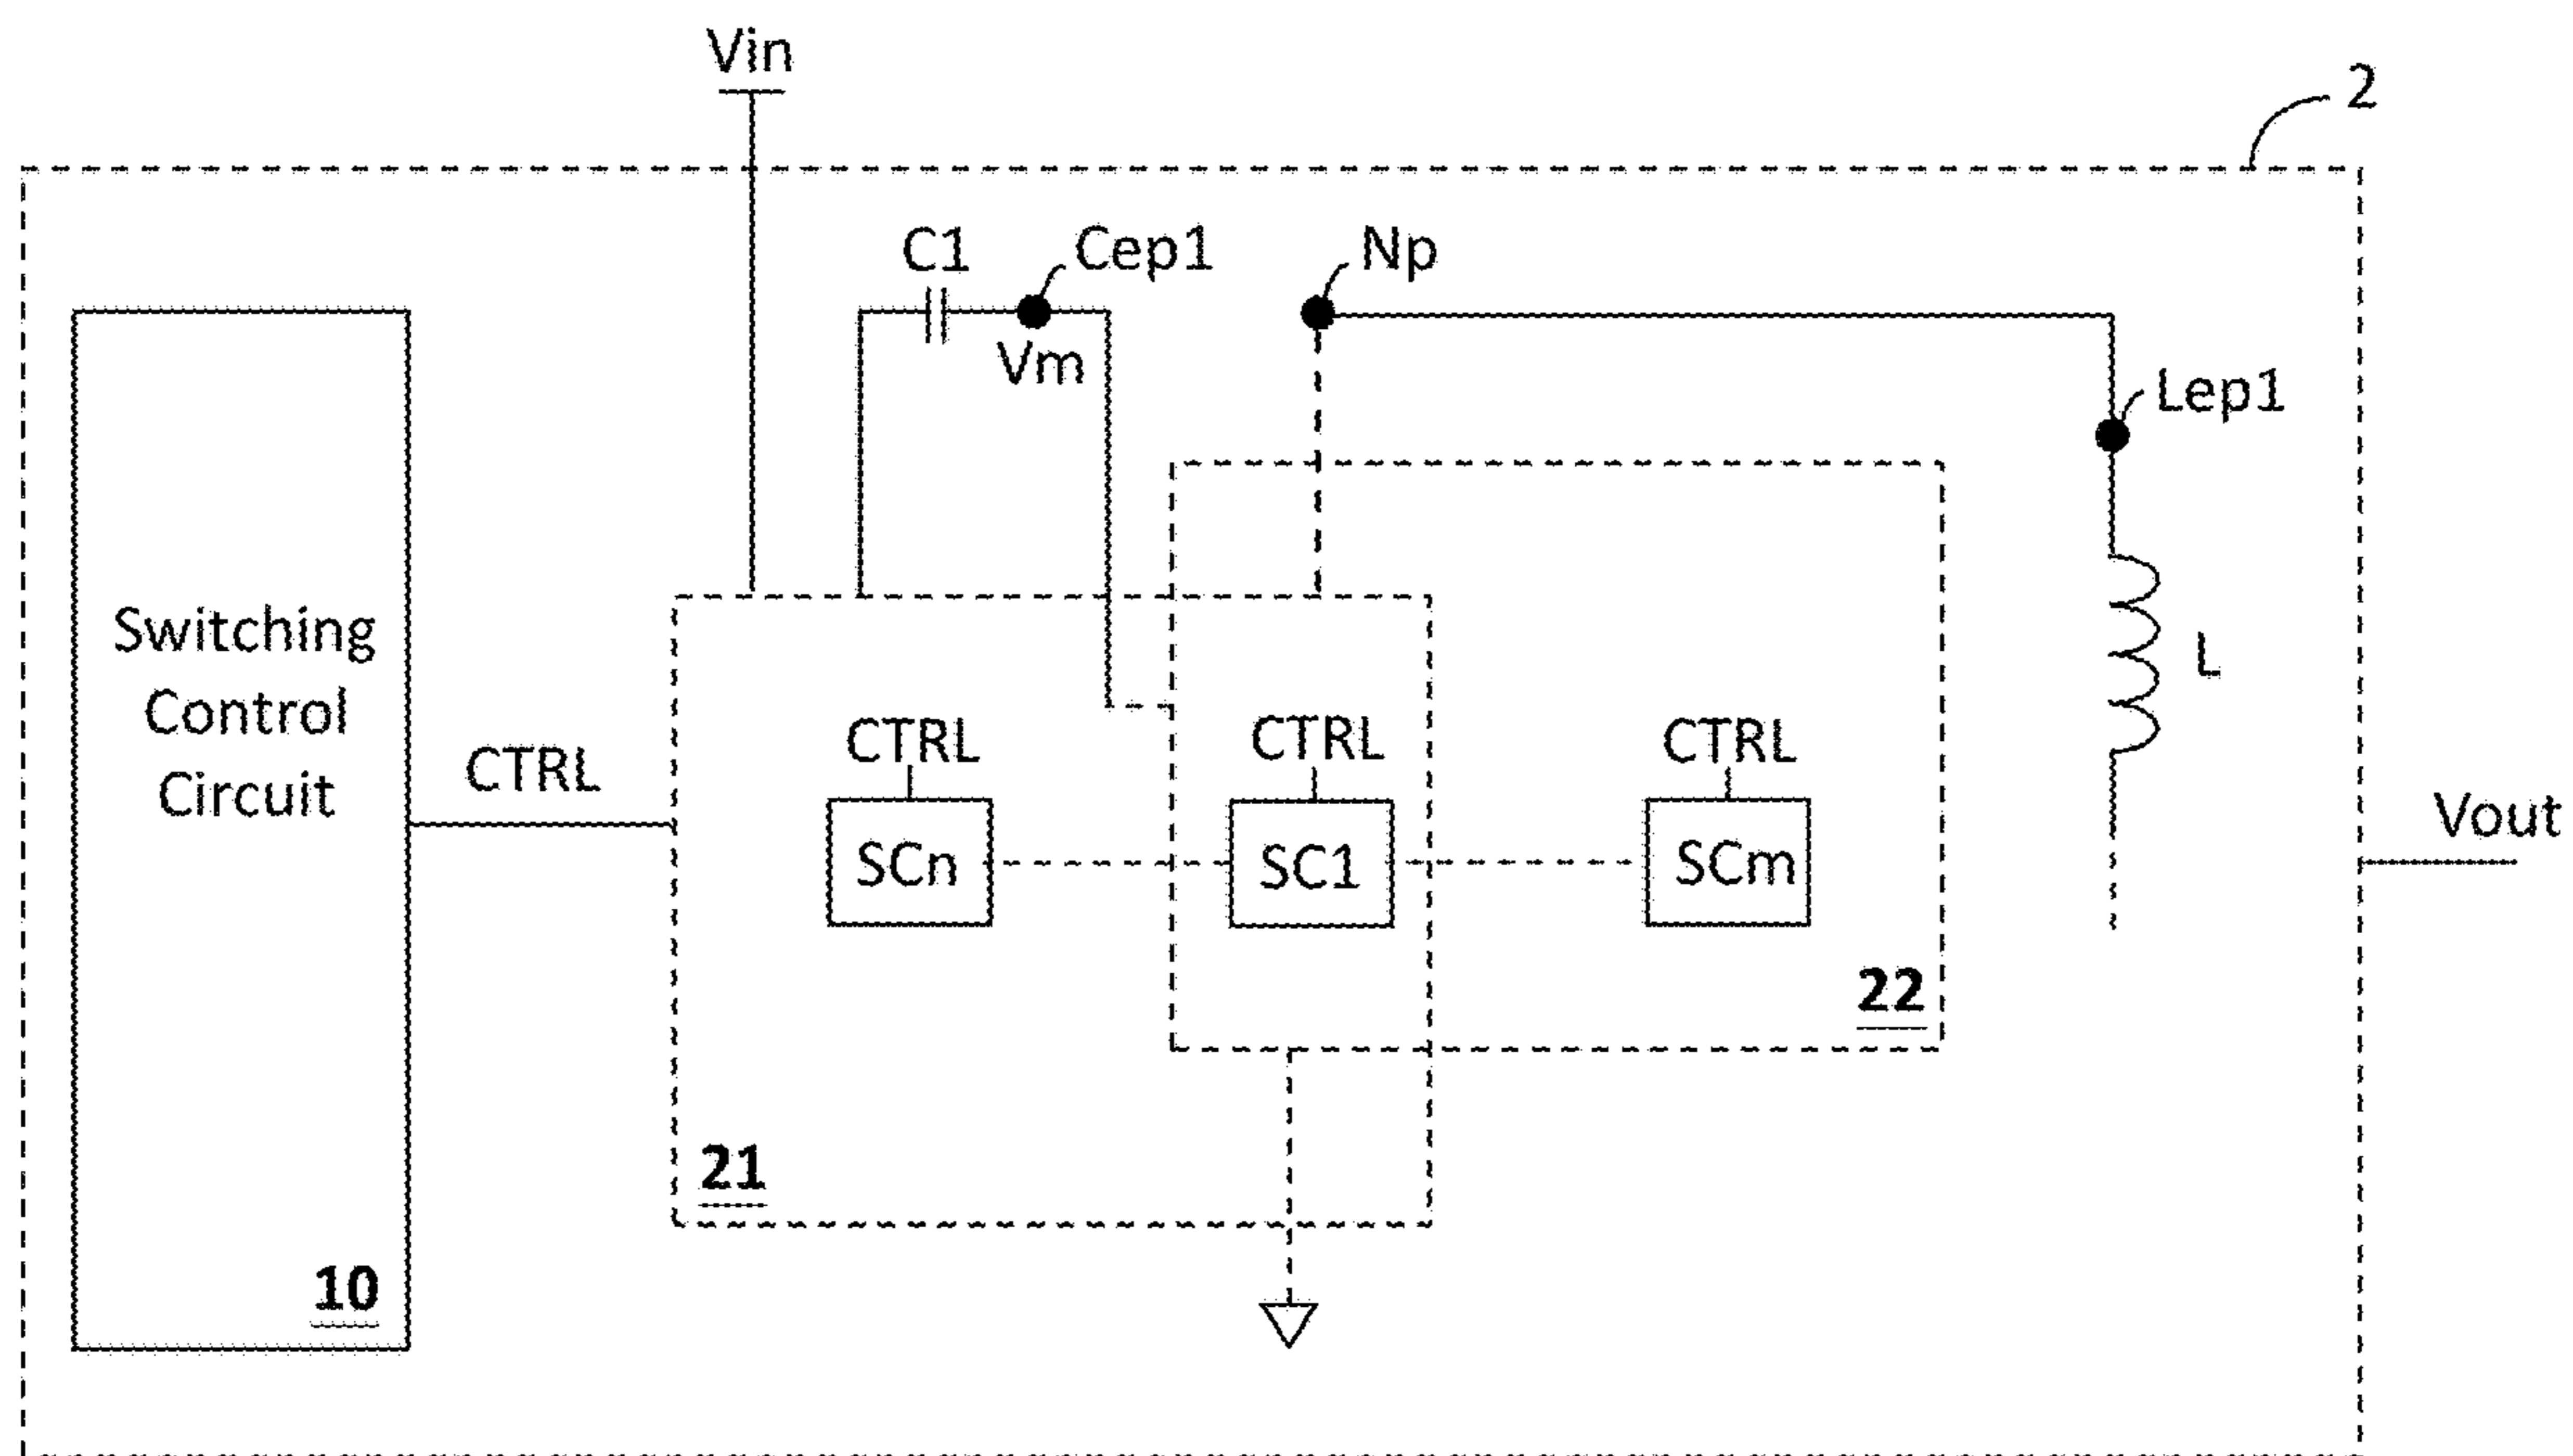 Vin
2
C1
Cep1
Np
Vm
Lep1
Switching
Control
Circuit
L
CTRL
CTRL
CTRL
CTRL
Vout
SCn
SC1
SCm
22
21
10